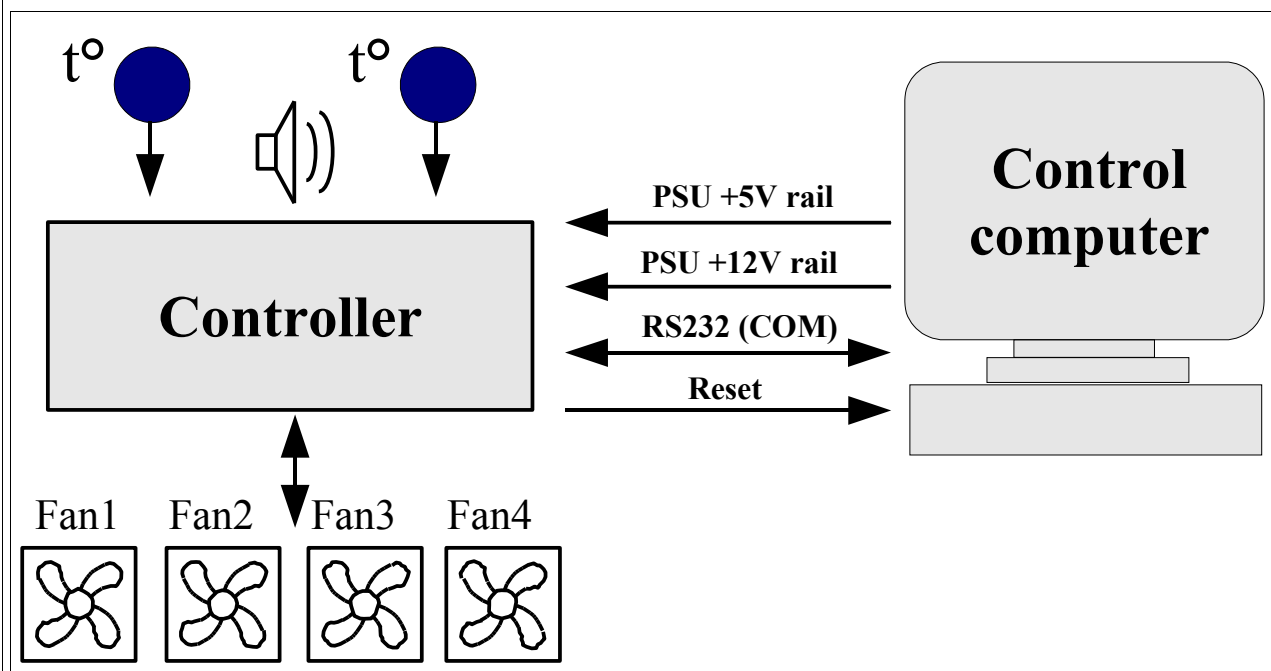 t°
t°
PSU +5V rail
PSU +12V rail
RS232 (COM)
Reset
Control
computer
Controller
Fan1
Fan2
Fan3
Fan4